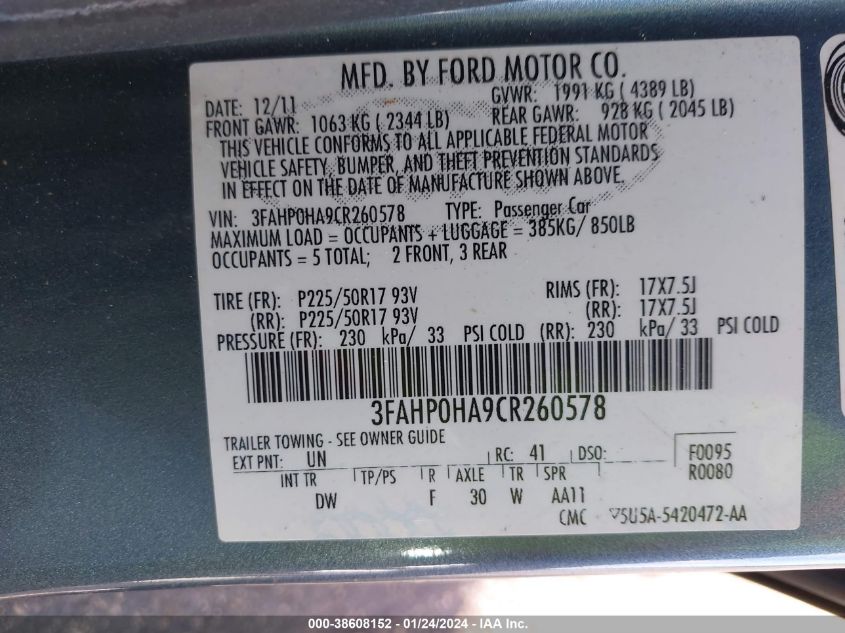 MFD. BY FORD MOTOR CO.
DATE: 12/11 GVWR: 1991 KG ( 4389 LB)
FRONT GAWR: 1063 KG ( 2344 LB) REAR GAWR: 928 KG ( 2045 LB)
THIS VEHICLE CONFORMS TO ALL APPLICABLE FEDERAL MOTOR
VEHICLE SAFETY, BUMPER, AND THEFT PREVENTION STANDARDS
IN EFFECT ON THE DATE OF MANUFACTURE SHOWN ABOVE.
VIN: 3FAHP0HA9CR260578 TYPE: Passenger Car
MAXIMUM LOAD = OCCUPANTS + LUGGAGE = 385KG/ 850LB
OCCUPANTS = 5 TOTAL; 2 FRONT, 3 REAR
TIRE (FR): P225/50R17 93V RIMS (FR): 17X7.5J
(RR): P225/50R17 93V (RR): 17X7.5J
PRESSURE (FR): 230 kPa/ 33 PSI COLD (RR): 230 kPa/ 33 PSI COLD
3FAHP0HA9CR260578
TRAILER TOWING - SEE OWNER GUIDE
EXT PNT: UN RC: 41 DSO: F0095
INT TR TP/PS R AXLE TR SPR R0080
DW F 30 W AA11
CMC 5U5A-5420472-AA
000-38608152 - 01/24/2024 - IAA Inc.